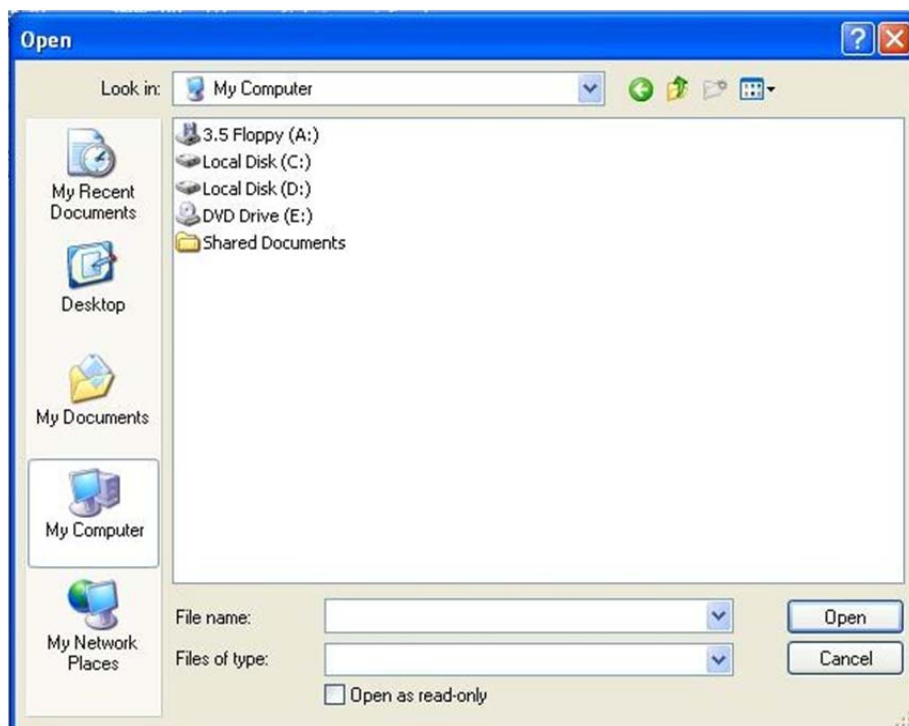 Open
?
Look in: My Computer
My Recent
Documents
Desktop
My Documents
My Computer
My Network
Places
3.5 Floppy (A:)
Local Disk (C:)
Local Disk (D:)
DVD Drive (E:)
Shared Documents
File name:
Open
Files of type:
Cancel
Open as read-only